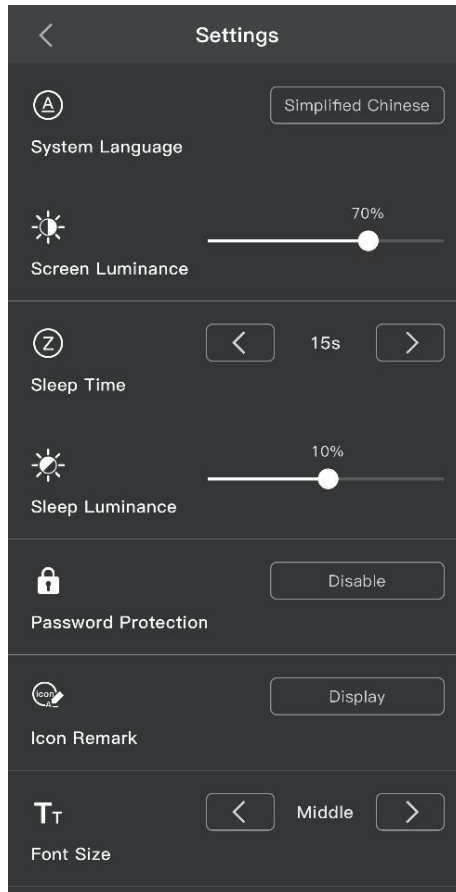 Settings
Simplified Chinese
System Language
70%
Screen Luminance
15s
Sleep Time
10%
Sleep Luminance
Disable
Password Protection
Display
Icon Remark
Middle
Font Size